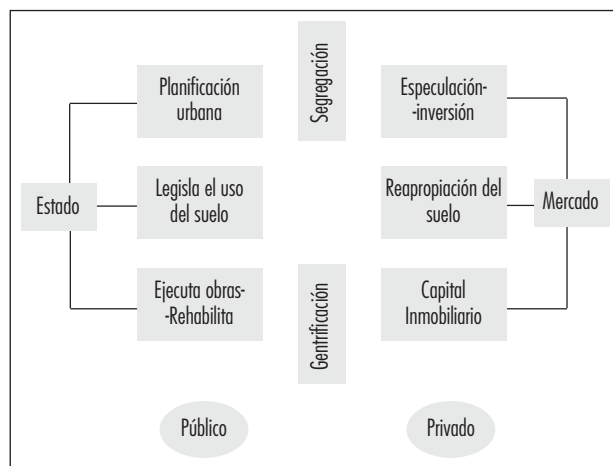 Planificación
urbana
Segregación
Especulación-
-inversión
Estado
Legisla el uso
del suelo
Reapropiación del
suelo
Mercado
Ejecuta obras-
-Rehabilita
Gentrificación
Capital
Inmobiliario
Público
Privado